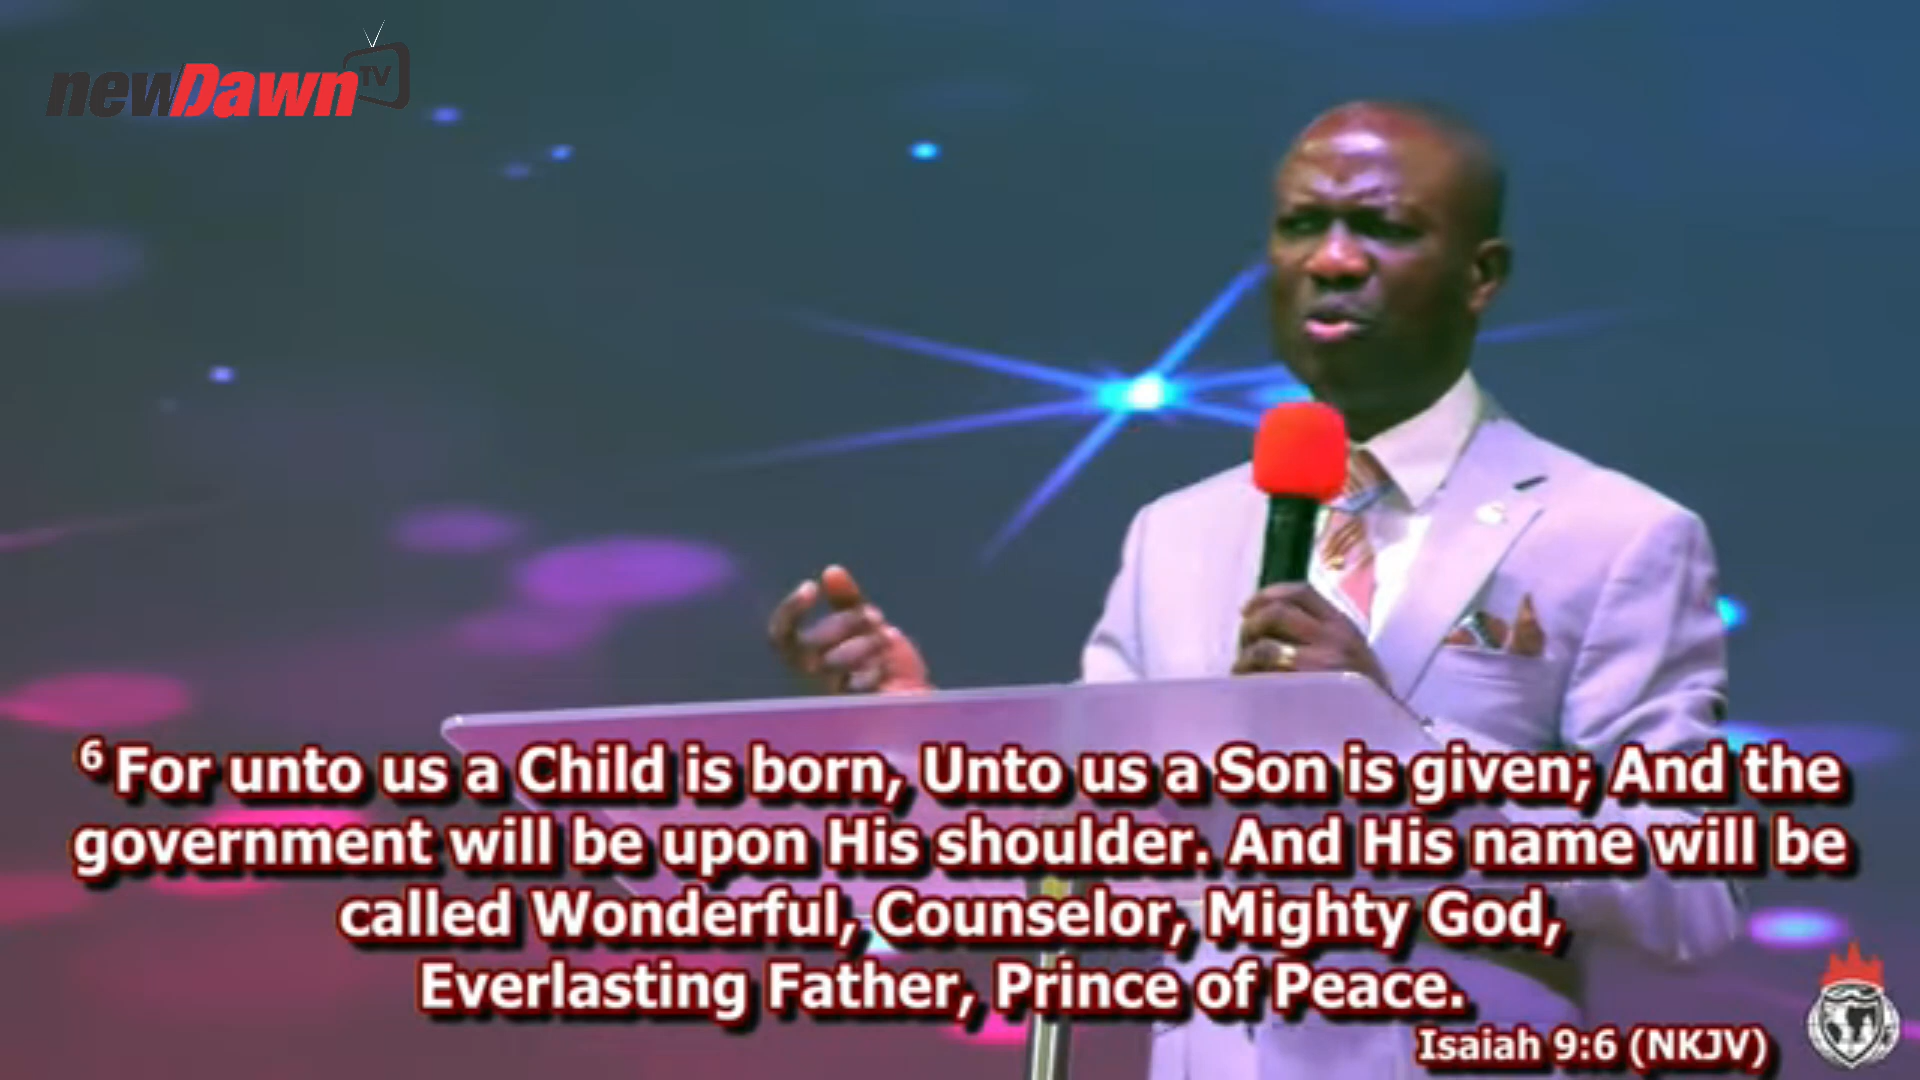 newDawn TV
6 For unto us a Child is born, Unto us a Son is given; And the
government will be upon His shoulder. And His name will be
called Wonderful, Counselor, Mighty God,
Everlasting Father, Prince of Peace.
Isaiah 9:6 (NKJV)